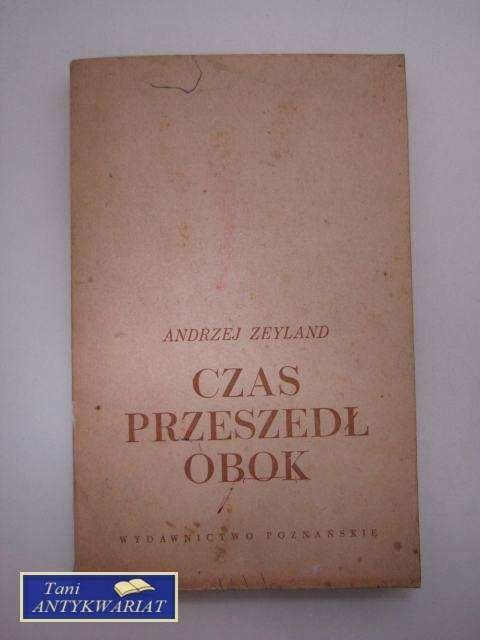 ANDRZEJ ZEYLAND
CZAS
PRZESZEDŁ
OBOK
WYDAWNICTWO POZNAŃSKIE
Tani
ANTYKWARIAT